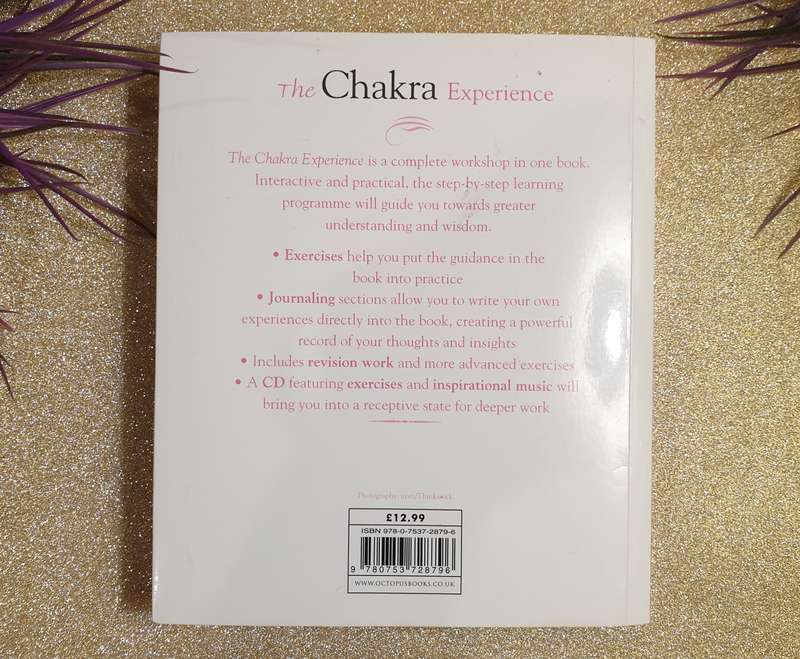 The Chakra Experience
The Chakra Experience is a complete workshop in one book.
Interactive and practical, the step-by-step learning
programme will guide you towards greater
understanding and wisdom.
• Exercises help you put the guidance in the
book into practice
• Journaling sections allow you to write your own
experiences directly into the book, creating a powerful
record of your thoughts and insights
• Includes revision work and more advanced exercises
• A CD featuring exercises and inspirational music will
bring you into a receptive state for deeper work
Photography:
£12.99
ISBN 978-0-7537-2879-6
9 780753 728796
WWW.OCTOPUSBOOKS.CO.UK